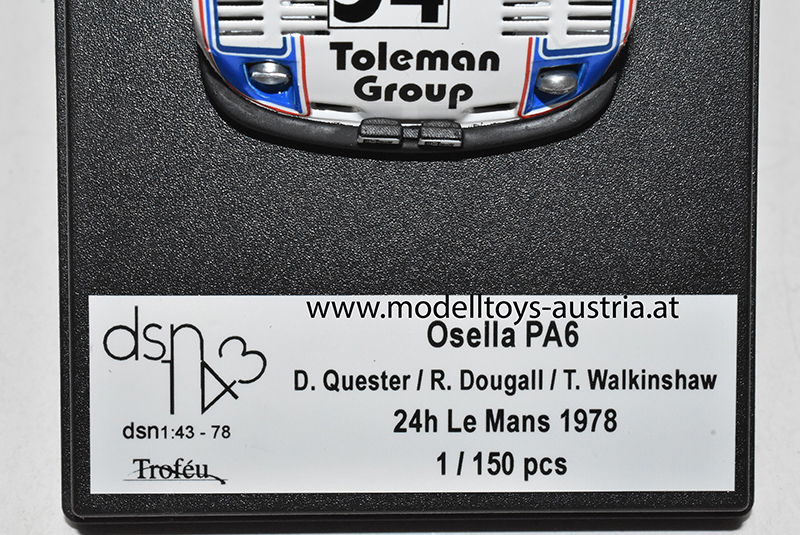 Toleman
Group
www.modelltoys-austria.at
Osella PA6
dsn
43
D. Quester / R. Dougall / T. Walkinshaw
dsn1:43 - 78
24h Le Mans 1978
Troféu
1 / 150 pcs